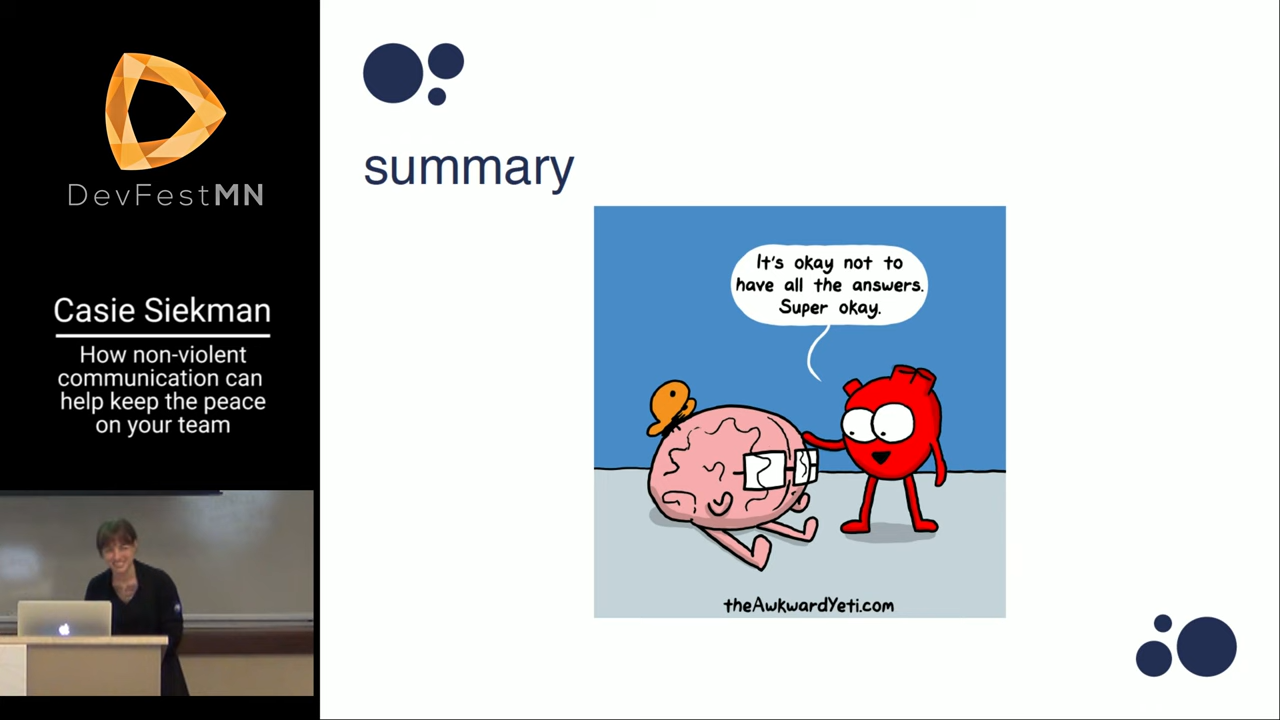 DevFestMN
Casie Siekman
How non-violent
communication can
help keep the peace
on your team
summary
It's okay not to
have all the answers.
Super okay.
theAwkwardYeti.com